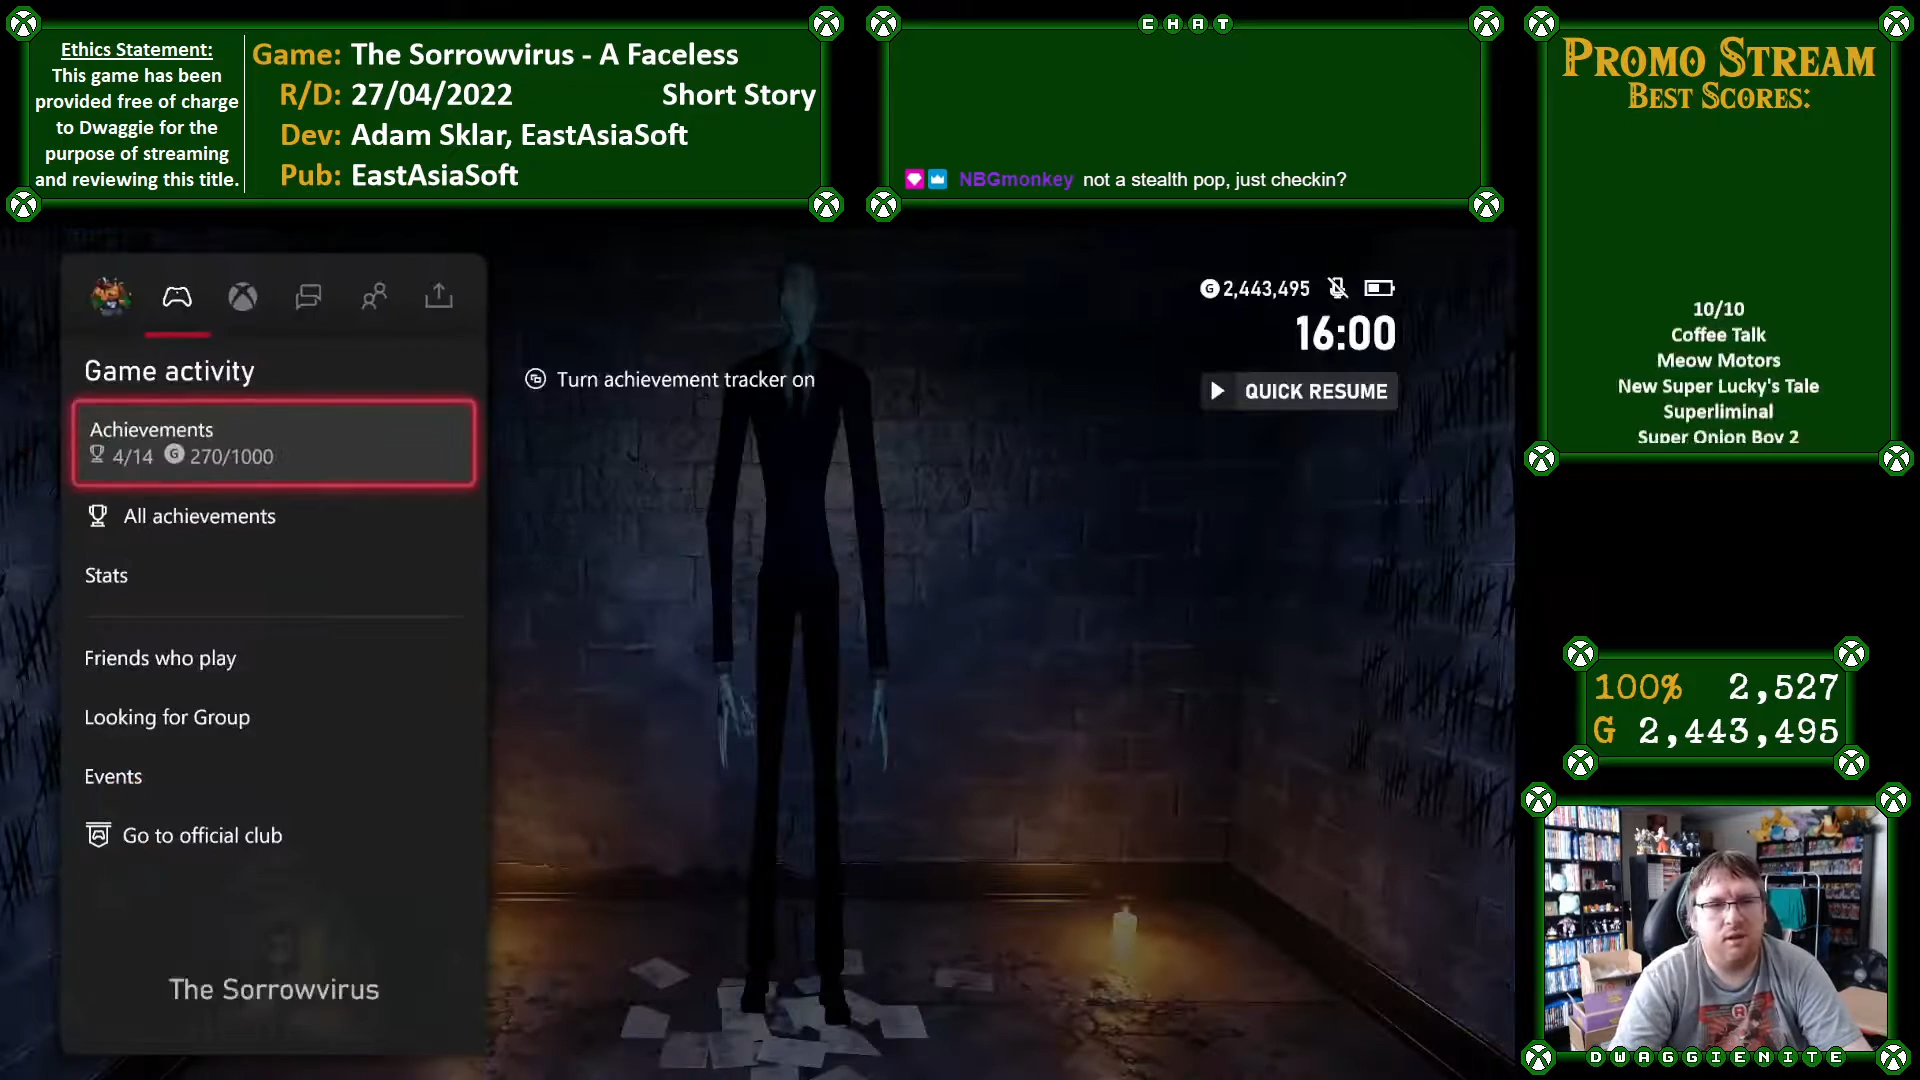 Ethics Statement:
This game has been
provided free of charge
to Dwaggie for the
purpose of streaming
and reviewing this title.
Game: The Sorrowvirus - A Faceless
R/D: 27/04/2022 Short Story
Dev: Adam Sklar, EastAsiaSoft
Pub: EastAsiaSoft
CHAT
NBGmonkey not a stealth pop, just checkin?
PROMO STREAM
BEST SCORES:
10/10
Coffee Talk
Meow Motors
New Super Lucky's Tale
Superliminal
Super Onion Boy 2
G 2,443,495
16:00
QUICK RESUME
Turn achievement tracker on
Game activity
Achievements
4/14 G 270/1000
All achievements
Stats
Friends who play
Looking for Group
Events
Go to official club
The Sorrowvirus
100% 2,527
G 2,443,495
DWAGGIENITE